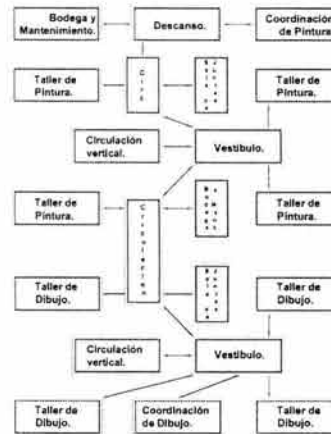 Bodega y
Mantenimiento.
Descanso.
Coordinación
de Pintura
Taller de
Pintura.
Taller de
Pintura.
Circulación
vertical.
Vestíbulo.
Taller de
Pintura.
Taller de
Pintura.
Taller de
Dibujo.
Taller de
Dibujo.
Circulación
vertical.
Vestíbulo.
Taller de
Dibujo.
Coordinación
de Dibujo.
Taller de
Dibujo.